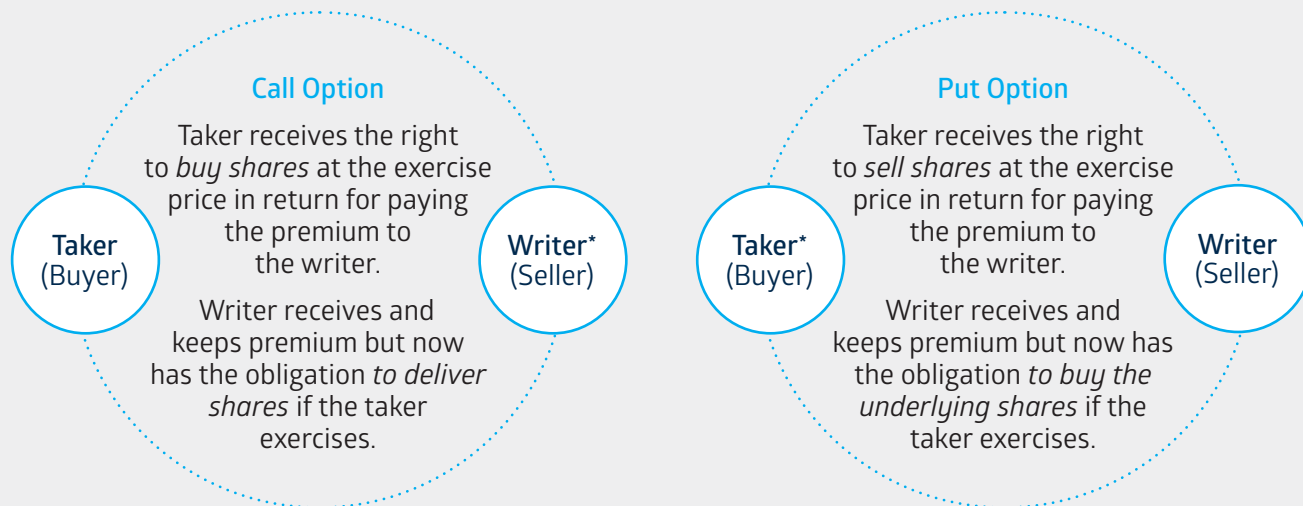 Call Option
Taker receives the right
to buy shares at the exercise
price in return for paying
the premium to
the writer.
Writer receives and
keeps premium but now
has the obligation to deliver
shares if the taker
exercises.
Taker
(Buyer)
Writer*
(Seller)
Put Option
Taker receives the right
to sell shares at the exercise
price in return for paying
the premium to
the writer.
Writer receives and
keeps premium but now has
the obligation to buy the
underlying shares if the
taker exercises.
Taker*
(Buyer)
Writer
(Seller)